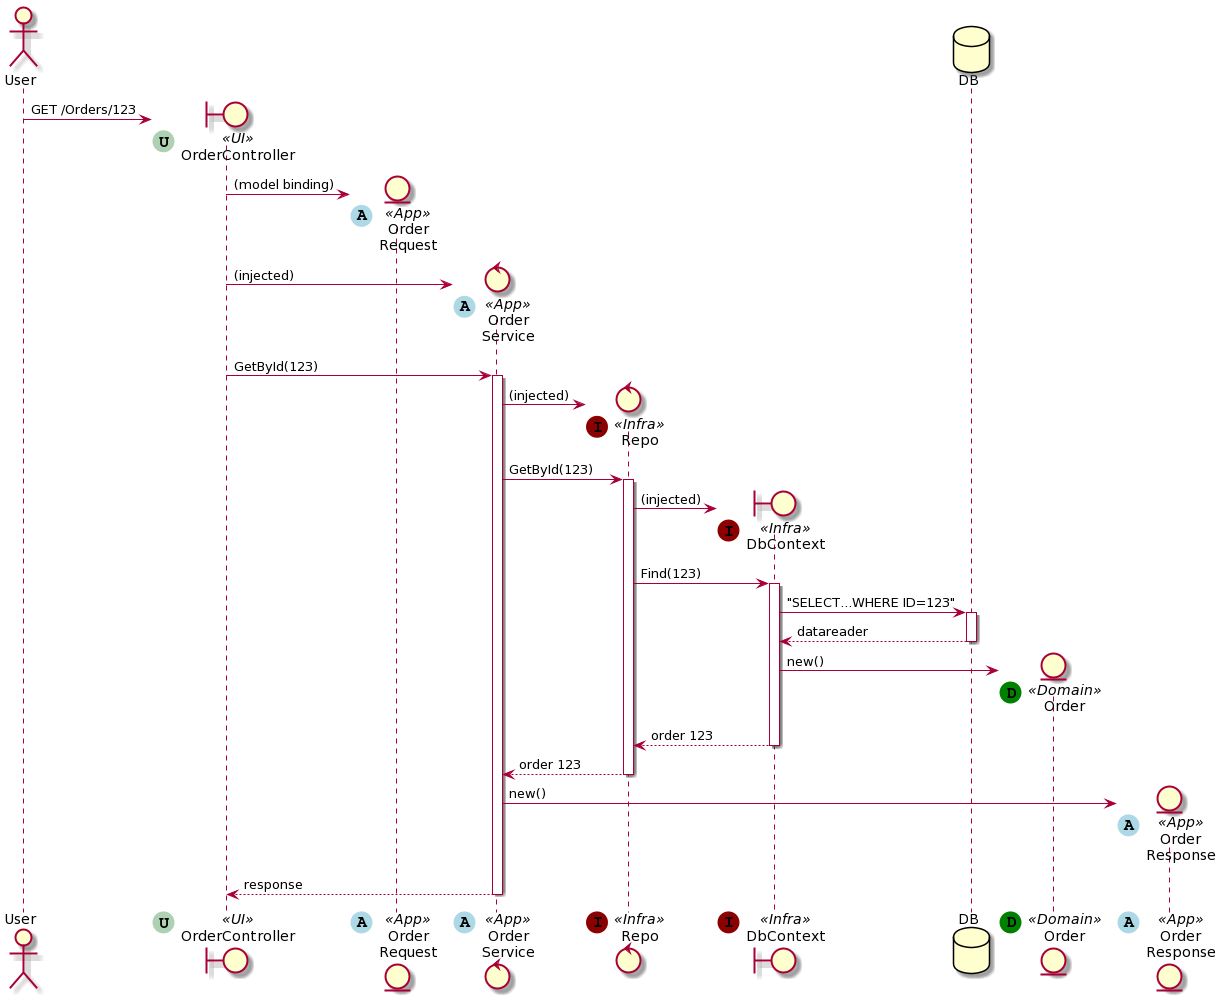 User
DB
GET /Orders/123
U
«UI»
OrderController
(model binding)
A
«App»
Order
Request
(injected)
A
«App»
Order
Service
GetById(123)
(injected)
I
«Infra»
Repo
GetById(123)
(injected)
I
«Infra»
DbContext
Find(123)
"SELECT...WHERE ID=123"
datareader
new()
D
«Domain»
Order
order 123
order 123
new()
A
«App»
Order
Response
response
User
U
«UI»
OrderController
A
«App»
Order
Request
A
«App»
Order
Service
I
«Infra»
Repo
I
«Infra»
DbContext
DB
D
«Domain»
Order
A
«App»
Order
Response